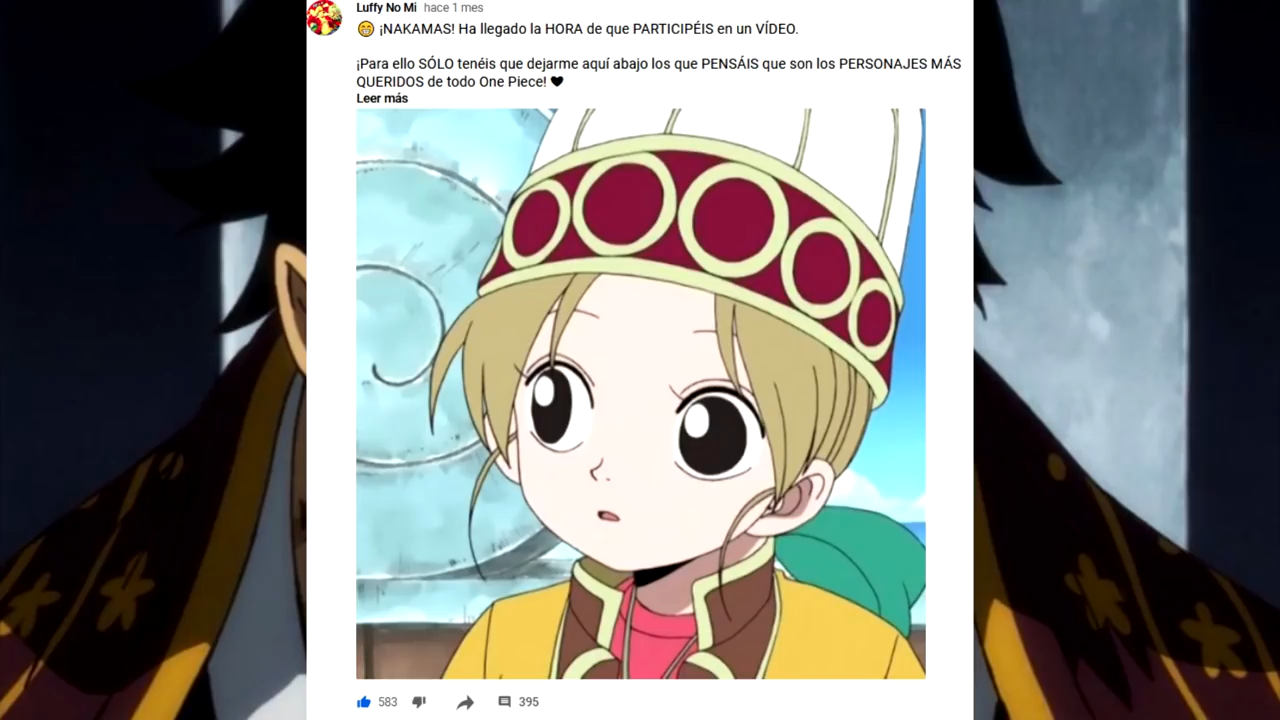 Luffy No Mi hace 1 mes
😁 ¡NAKAMAS! Ha llegado la HORA de que PARTICIPÉIS en un VÍDEO.
¡Para ello SÓLO tenéis que dejarme aquí abajo los que PENSÁIS que son los PERSONAJES MÁS
QUERIDOS de todo One Piece! 🖤
Leer más
583 395